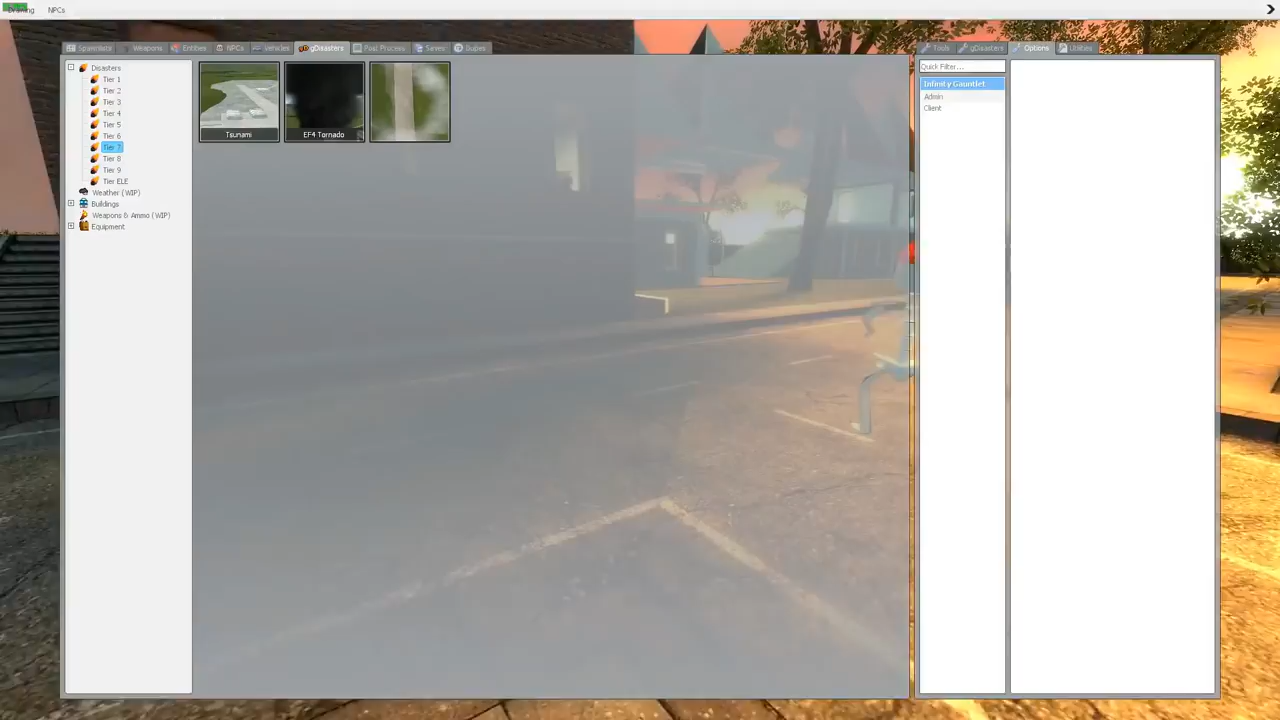 Drawing NPCs
Spawnlists Weapons Entities NPCs Vehicles gDisasters Post Process Saves Dupes
Tools gDisasters Options Utilities
Disasters
Tier 1
Tier 2
Tier 3
Tier 4
Tier 5
Tier 6
Tier 7
Tier 8
Tier 9
Tier ELE
Weather (WIP)
Buildings
Weapons & Ammo (WIP)
Equipment
Tsunami
EF4 Tornado
Quick Filter...
Infinity Gauntlet
Admin
Client